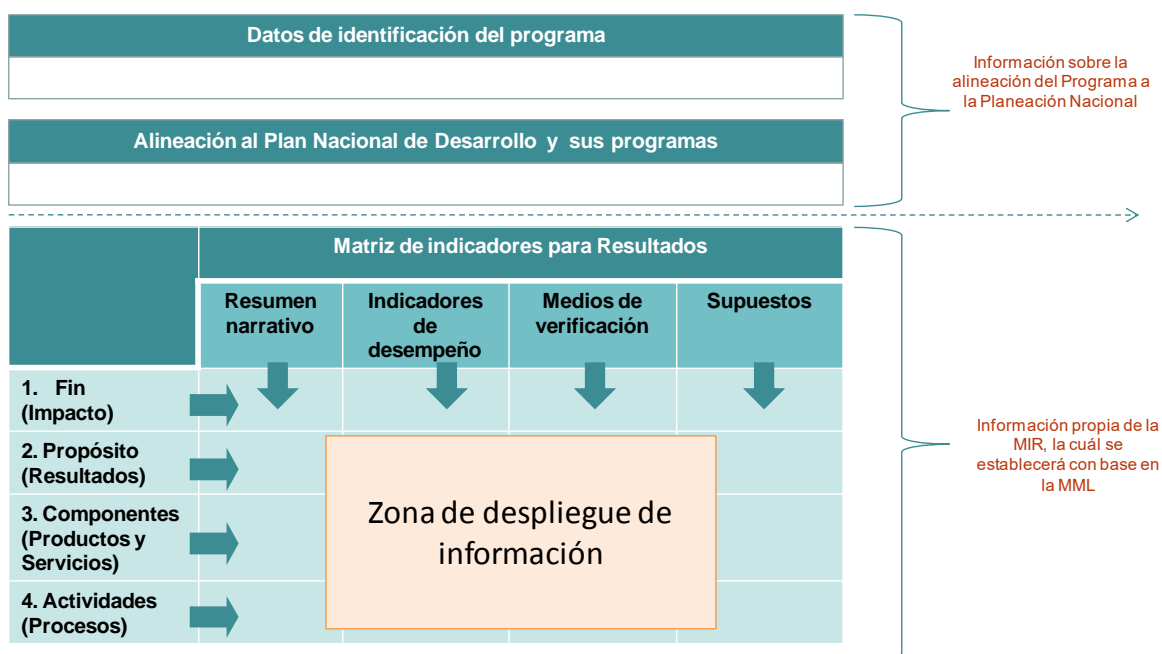 Datos de identificación del programa
Información sobre la
alineación del Programa a
la Planeación Nacional
Alineación al Plan Nacional de Desarrollo y sus programas
Matriz de indicadores para Resultados
Resumen
narrativo
Indicadores
de
desempeño
Medios de
verificación
Supuestos
1. Fin
(Impacto)
2. Propósito
(Resultados)
3. Componentes
(Productos y
Servicios)
4. Actividades
(Procesos)
Zona de despliegue de
información
Información propia de la
MIR, la cuál se
establecerá con base en
la MML